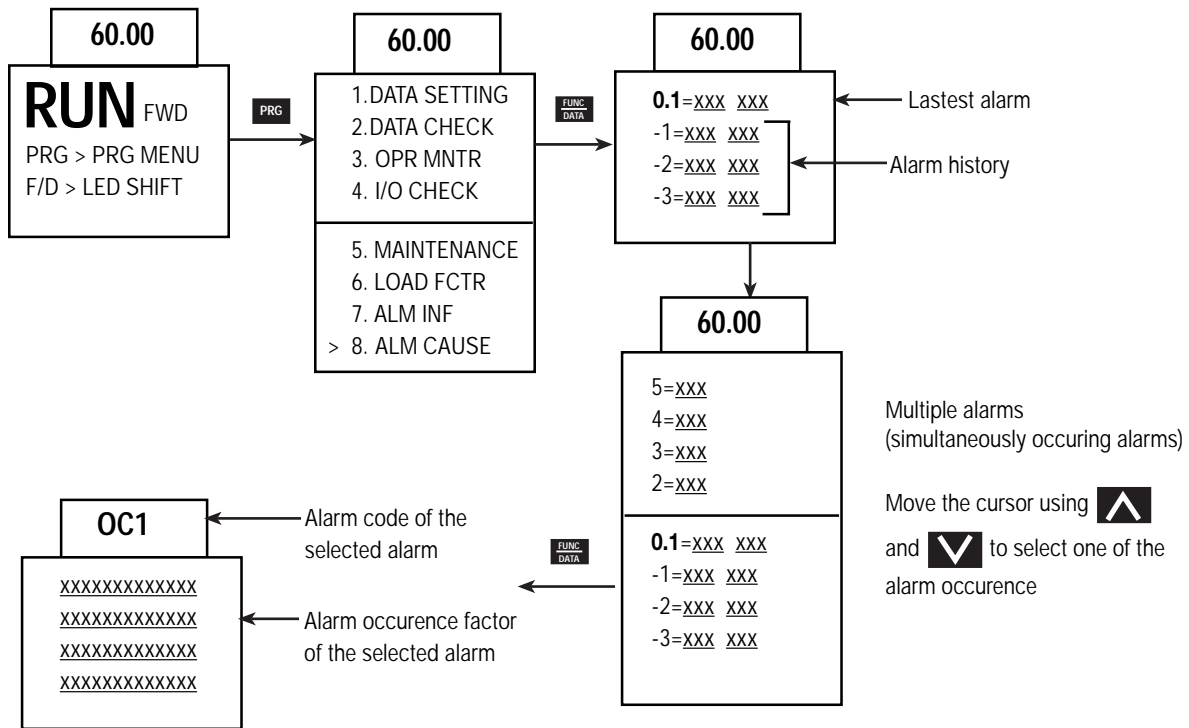 60.00
RUN FWD
PRG > PRG MENU
F/D > LED SHIFT
PRG
60.00
1.DATA SETTING
2.DATA CHECK
3. OPR MNTR
4. I/O CHECK
5. MAINTENANCE
6. LOAD FCTR
7. ALM INF
> 8. ALM CAUSE
FUNC
DATA
60.00
0.1=xxx xxx
-1=xxx xxx
-2=xxx xxx
-3=xxx xxx
Lastest alarm
Alarm history
60.00
5=xxx
4=xxx
3=xxx
2=xxx
0.1=xxx xxx
-1=xxx xxx
-2=xxx xxx
-3=xxx xxx
Multiple alarms
(simultaneously occuring alarms)
Move the cursor using
and to select one of the
alarm occurence
FUNC
DATA
OC1
xxxxxxxxxxxxx
xxxxxxxxxxxxx
xxxxxxxxxxxxx
xxxxxxxxxxxxx
Alarm code of the
selected alarm
Alarm occurence factor
of the selected alarm